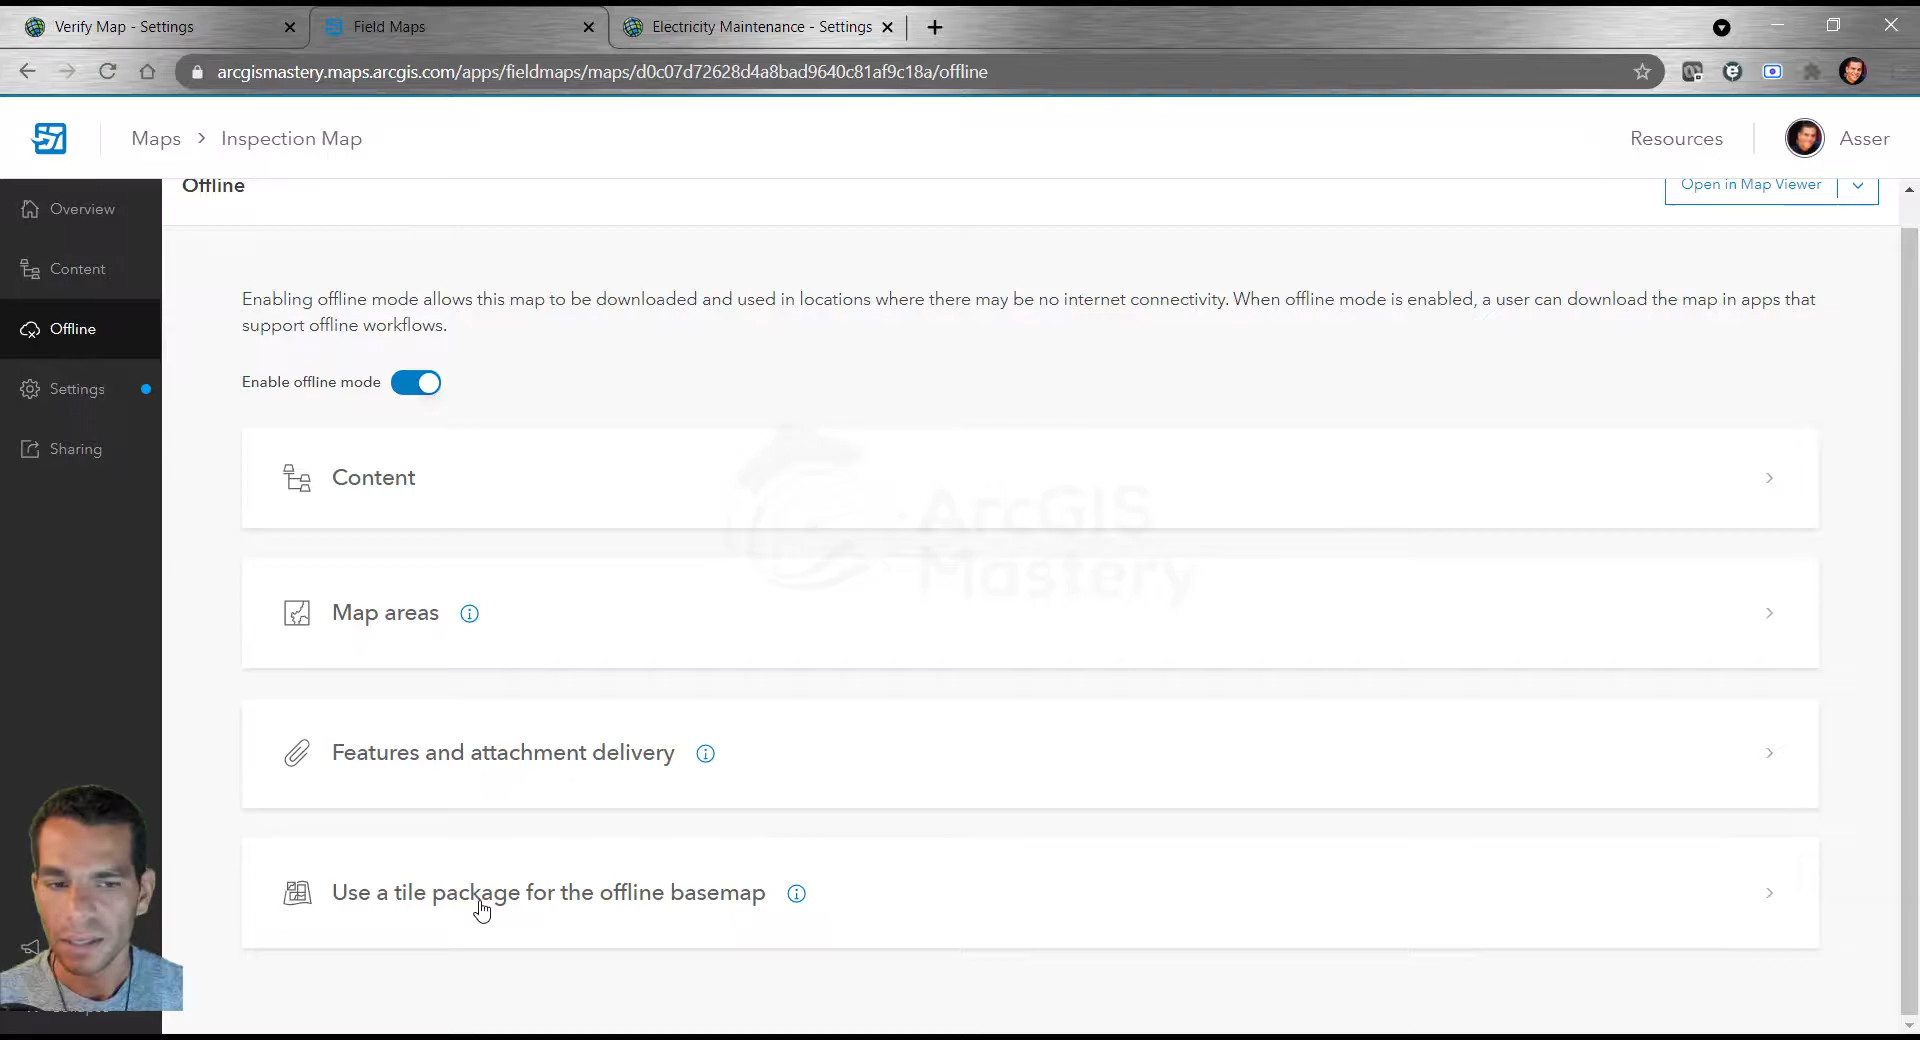 Verify Map - Settings
Field Maps
Electricity Maintenance - Settings
arcgismastery.maps.arcgis.com/apps/fieldmaps/maps/d0c07d72628d4a8bad9640c81af9c18a/offline
Maps > Inspection Map
Resources
Asser
Offline
Open in Map Viewer
Overview
Content
Offline
Settings
Sharing
Enabling offline mode allows this map to be downloaded and used in locations where there may be no internet connectivity. When offline mode is enabled, a user can download the map in apps that
support offline workflows.
Enable offline mode
Content
ArcGIS
Mastery
Map areas
Features and attachment delivery
Use a tile package for the offline basemap